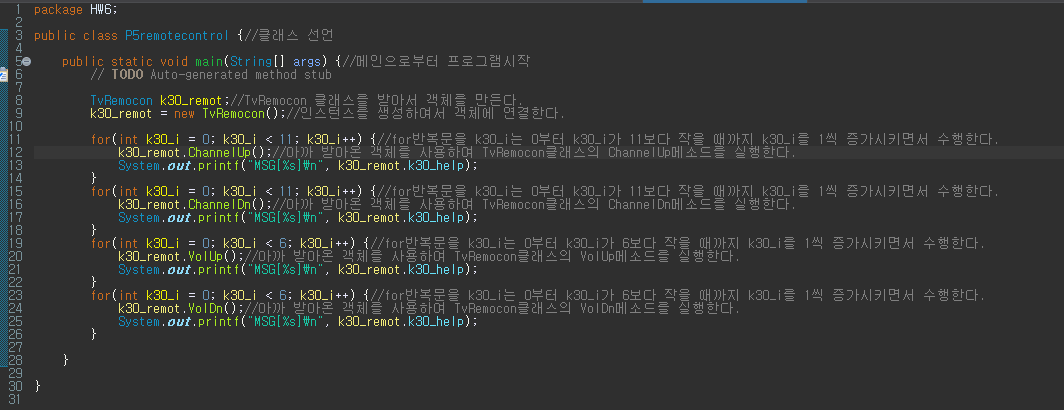 1 package HW6;
2
3 public class P5remotecontrol {//클래스 선언
4
5 public static void main(String[] args) {//메인으로부터 프로그램시작
6 // TODO Auto-generated method stub
7
8 TvRemocon k30_remot;//TvRemocon 클래스를 받아서 객체를 만든다.
9 k30_remot = new TvRemocon();//인스턴스를 생성하여서 객체에 연결한다.
10
11 for(int k30_i = 0; k30_i < 11; k30_i++) {//for반복문을 k30_i는 0부터 k30_i가 11보다 작을 때까지 k30_i를 1씩 증가시키면서 수행한다.
12 k30_remot.ChannelUp();//아까 받아온 객체를 사용하여 TvRemocon클래스의 ChannelUp메소드를 실행한다.
13 System.out.printf("MSG[%s]₩n", k30_remot.k30_help);
14 }
15 for(int k30_i = 0; k30_i < 11; k30_i++) {//for반복문을 k30_i는 0부터 k30_i가 11보다 작을 때까지 k30_i를 1씩 증가시키면서 수행한다.
16 k30_remot.ChannelDn();//아까 받아온 객체를 사용하여 TvRemocon클래스의 ChannelDn메소드를 실행한다.
17 System.out.printf("MSG[%s]₩n", k30_remot.k30_help);
18 }
19 for(int k30_i = 0; k30_i < 6; k30_i++) {//for반복문을 k30_i는 0부터 k30_i가 6보다 작을 때까지 k30_i를 1씩 증가시키면서 수행한다.
20 k30_remot.VolUp();//아까 받아온 객체를 사용하여 TvRemocon클래스의 VolUp메소드를 실행한다.
21 System.out.printf("MSG[%s]₩n", k30_remot.k30_help);
22 }
23 for(int k30_i = 0; k30_i < 6; k30_i++) {//for반복문을 k30_i는 0부터 k30_i가 6보다 작을 때까지 k30_i를 1씩 증가시키면서 수행한다.
24 k30_remot.VolDn();//아까 받아온 객체를 사용하여 TvRemocon클래스의 VolDn메소드를 실행한다.
25 System.out.printf("MSG[%s]₩n", k30_remot.k30_help);
26 }
27
28 }
29
30 }
31